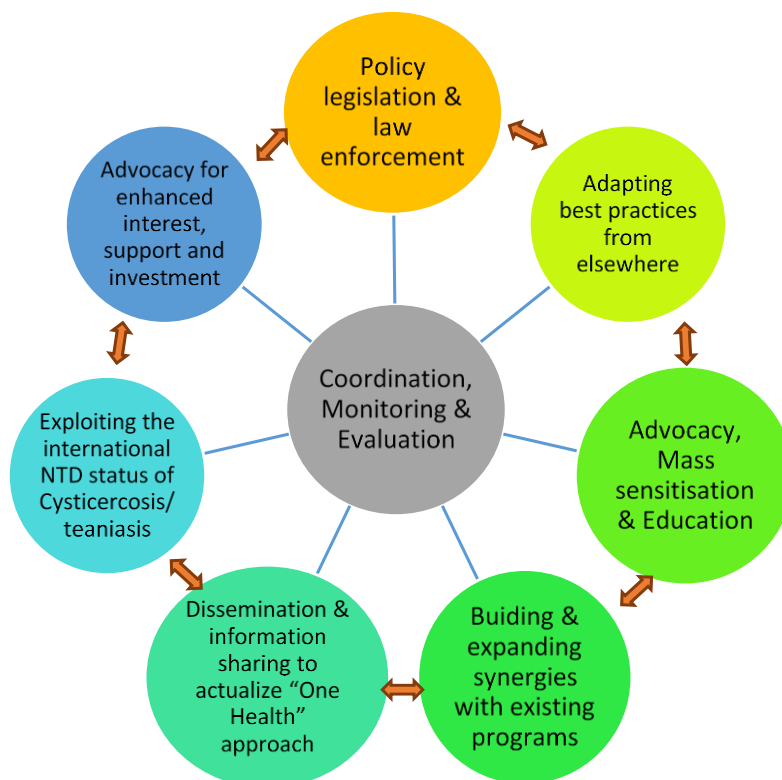 Policy
legislation &
law
enforcement
Adapting
best practices
from
elsewhere
Advocacy,
Mass
sensitisation
& Education
Buiding &
expanding
synergies
with existing
programs
Dissemination &
information
sharing to
actualize “One
Health”
approach
Exploiting the
international
NTD status of
Cysticercosis/
teaniasis
Advocacy for
enhanced
interest,
support and
investment
Coordination,
Monitoring &
Evaluation